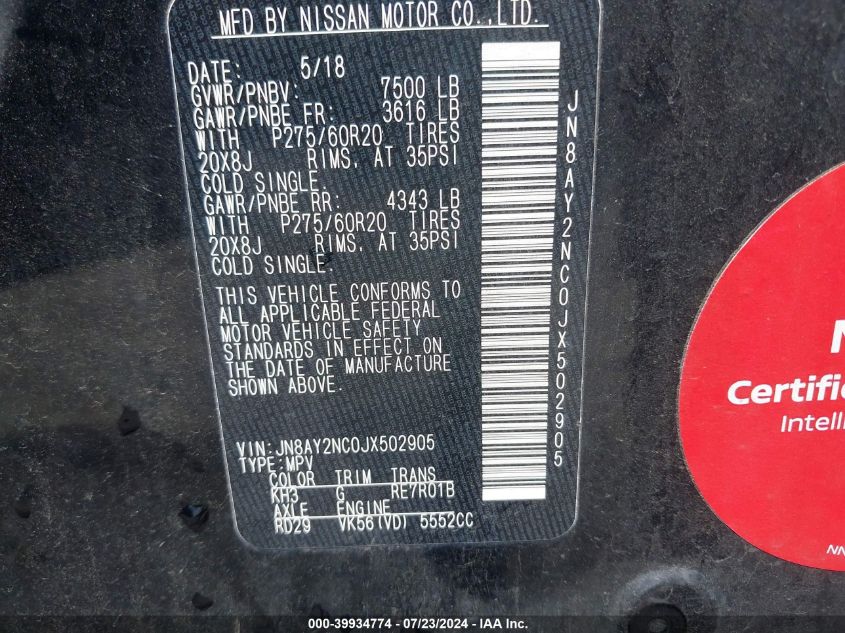 MFD BY NISSAN MOTOR CO.,LTD.
DATE: 5/18
GVWR/PNBV: 7500 LB
GAWR/PNBE FR: 3616 LB
WITH P275/60R20 TIRES
20X8J RIMS, AT 35PSI
COLD SINGLE.
GAWR/PNBE RR: 4343 LB
WITH P275/60R20 TIRES
20X8J RIMS, AT 35PSI
COLD SINGLE.
THIS VEHICLE CONFORMS TO
ALL APPLICABLE FEDERAL
MOTOR VEHICLE SAFETY
STANDARDS IN EFFECT ON
THE DATE OF MANUFACTURE
SHOWN ABOVE.
VIN: JN8AY2NC0JX502905
TYPE:MPV
COLOR TRIM TRANS
KH3 G RE7R01B
AXLE ENGINE
RD29 VK56(VD) 5552CC
JN8AY2NC0JX502905
Certifie
Intelli
NN
000-39934774 / 07/23/2024 - IAA Inc.